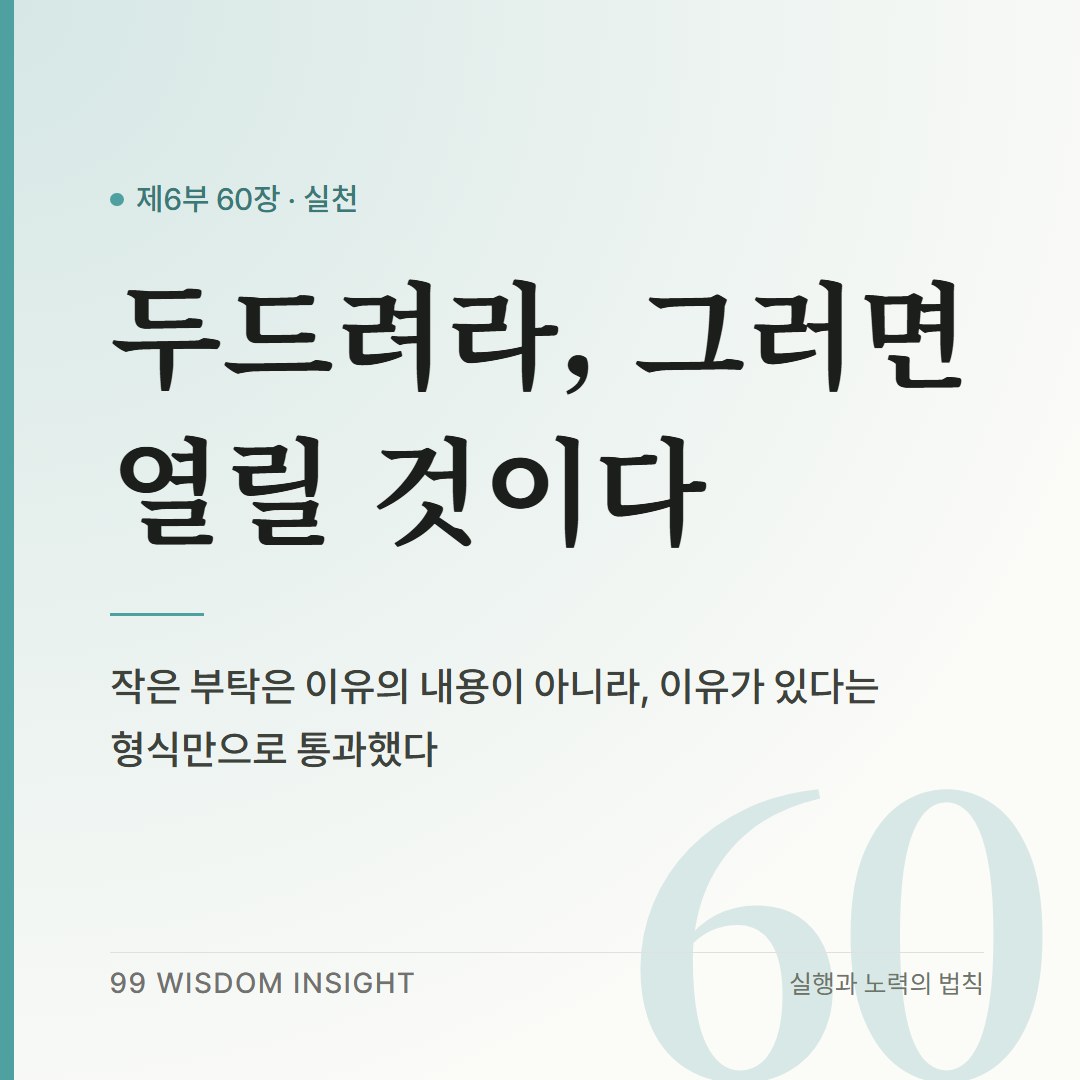 제6부 60장 · 실천
두드려라, 그러면
열릴 것이다
작은 부탁은 이유의 내용이 아니라, 이유가 있다는
형식만으로 통과했다
60
99 WISDOM INSIGHT
실행과 노력의 법칙